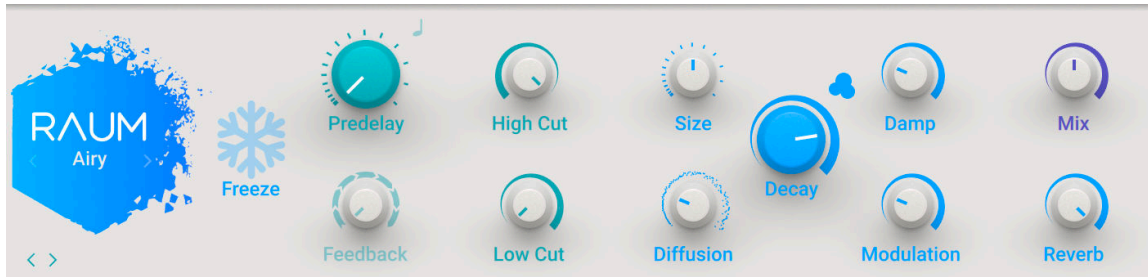 RAUM
Airy
Freeze
Predelay
High Cut
Size
Damp
Mix
Decay
Feedback
Low Cut
Diffusion
Modulation
Reverb